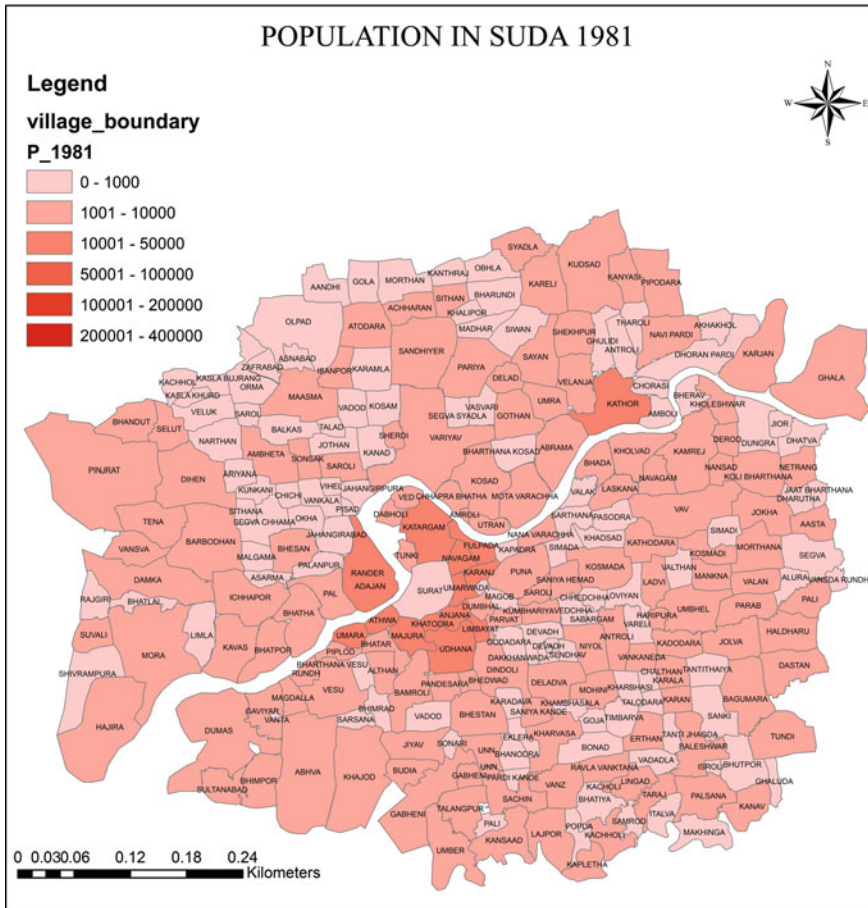 POPULATION IN SUDA 1981
N
W E
S
Legend
village_boundary
P_1981
0 - 1000
1001 - 10000
10001 - 50000
50001 - 100000
100001 - 200000
200001 - 400000
SYADLA
KUDSAD
OBHLA
KANTHRAJ
KANYASI
PIPODARA
AANDHI
GOLA
MORTHAN
KARELI
SITHAN
BHARUNDI
ACHHARAN
KHALIPOR
OLPAD
ATODARA
MADHAR
SIWAN
SHEKHPUR
THAROLI
NAVI PARDI
AKHAKHOL
GHULIDI
ANTROLI
KARJAN
DHORAN PARDI
SANDHIYER
SAYAN
ASNABAD
ZAFRABAD
ISANPOR
KARAMLA
PARIYA
DELAD
VELANJA
CHORASI
GHALA
KACHHOL
KASLA BUJRANG
ORMA
KASLA KHURD
MAASMA
UMRA
KATHOR
BHERAV
KHOLESHWAR
AMBOLI
VELUK
SAROL
VADOD
KOSAM
VASVARI
SEGVA SYADLA
GOTHAN
BHANDUT
SELUT
BALKAS
TALAD
SHERDI
VARIYAV
JIOR
DEROD
DUNGRA
DHATVA
NARTHAN
JOTHAN
KANAD
BHARTHANA KOSAD
ABRAMA
KHOLVAD
KAMREJ
AMBHETA
SONSAK
SAROLI
BHADA
NANSAD
NETRANG
PINJRAT
DIHEN
ARIYANA
KUNKANI
VIHEL
JAHANGIRPURA
KOSAD
LASKANA
NAVAGAM
KOLI BHARTHANA
JAAT BHARTHANA
DHARUTHA
CHICHI
VANKALA
VED
CHHAPRA BHATHA
MOTA VARACHHA
VALAK
SITHANA
PISAD
DABHOLI
AMROLI
SARTHANA
PASODRA
VAV
JOKHA
TENA
SEGVA CHHAMA
OKHA
KATARGAM
UTRAN
AASTA
JAHANGIRABAD
NANA VARACHHA
KHADSAD
SIMADI
BARBODHAN
VANSVA
BHESAN
TUNKI
FULPADA
KAPADRA
SIMADA
KATHODARA
KOSMADI
MORTHANA
SEGVA
MALGAMA
PALANPUR
NAVAGAM
ASARMA
RANDER
ADAJAN
KARANJ
PUNA
KOSMADA
VALTHAN
DAMKA
SANIYA HEMAD
LADVI
MANKNA
VALAN
ALURA
VANSDA RUNDH
RAJGIRI
BHATLAI
ICHHAPOR
PAL
SURAT
UMARWADA
MAGOB
SAROLI
CHHEDCHHA
OVIYAN
PALI
BHATHA
DUMBHAL
KUMBHARIYA
VEDCHHA
HARIPURA
UMBHEL
PARAB
SUVALI
LIMLA
ATHWA
ANJANA
PARVAT
SABARGAM
VARELI
KHATODRA
LIMBAYAT
UMARA
MAJURA
DEVADH
ANTROLI
HALDHARU
MORA
KAVAS
BHATPOR
PIPLOD
BHATAR
UDHANA
GODADARA
DEVADH
NIYOL
KADODARA
JOLVA
BHARTHANA VESU
DAKKHANWADA
SENDHAV
VANKANEDA
SHIVRAMPURA
RUNDH
ALTHAN
DINDOLI
TANTITHAIYA
DASTAN
PANDESARA
BHEDWAD
CHALTHAN
KARALA
MAGDALLA
VESU
BAMROLI
DELADVA
MOHINI
KHARBHASI
BAGUMARA
HAJIRA
GAVIYAR
VANTA
BHIMRAD
KARADAVA
KHAMBHASALA
TALODARA
KARAN
SARSANA
VADOD
SANIYA KANDE
DUMAS
BHESTAN
GOJA
TIMBARVA
SANKI
JIYAV
SONARI
EKLERA
KHARVASA
ERTHAN
TANTI JHAGDA
TUNDI
UNN
BHANODRA
BONAD
BALESHWAR
ABHVA
KHAJOD
BUDIA
GABHENI
UNN
PARDI KANDE
RAVLA VANKTANA
VADADLA
ISROLI
BHUTPOR
SULTANABAD
BHIMPOR
VANZ
KACHOLI
LINGAD
GHALUDA
GABHENI
SACHIN
BHATIYA
TARAJ
PALSANA
KANAV
TALANGPUR
PALI
POPDA
SAMROD
ITALVA
UMBER
KANSAAD
LAJPOR
KACHHOLI
MAKHINGA
KAPLETHA
0 0.03 0.06 0.12 0.18 0.24
Kilometers